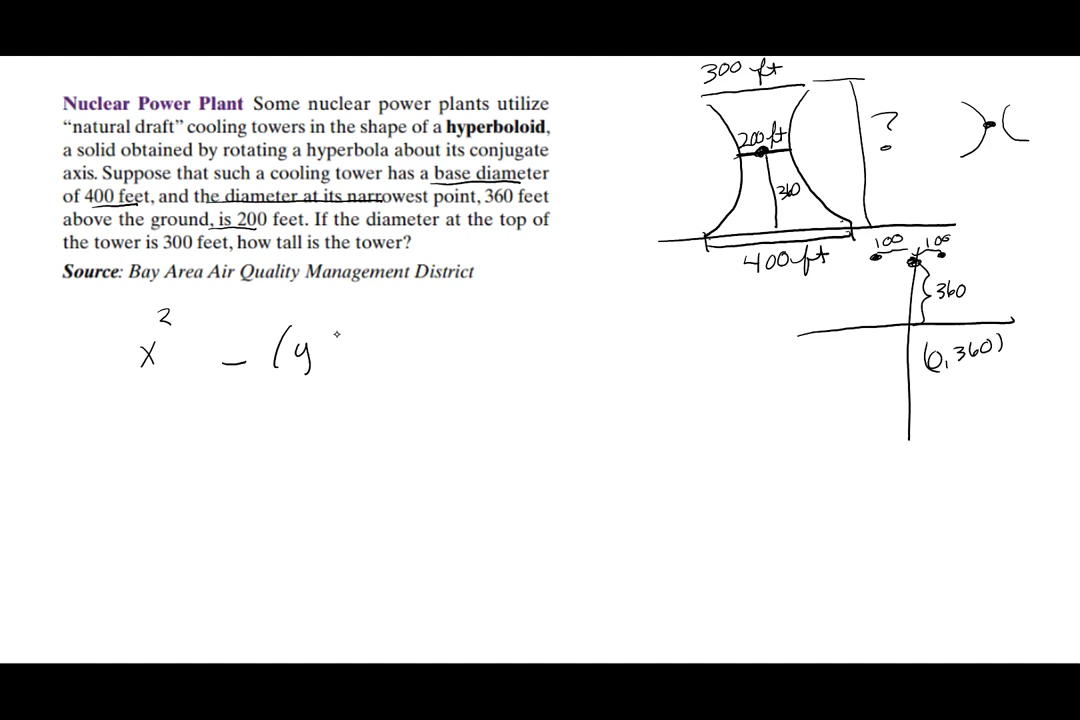 Nuclear Power Plant Some nuclear power plants utilize
“natural draft” cooling towers in the shape of a hyperboloid,
a solid obtained by rotating a hyperbola about its conjugate
axis. Suppose that such a cooling tower has a base diameter
of 400 feet, and the diameter at its narrowest point, 360 feet
above the ground, is 200 feet. If the diameter at the top of
the tower is 300 feet, how tall is the tower?
Source: Bay Area Air Quality Management District
x² - (y
300 ft
200 ft
?
360
400 ft
100 100
360
(0, 360)